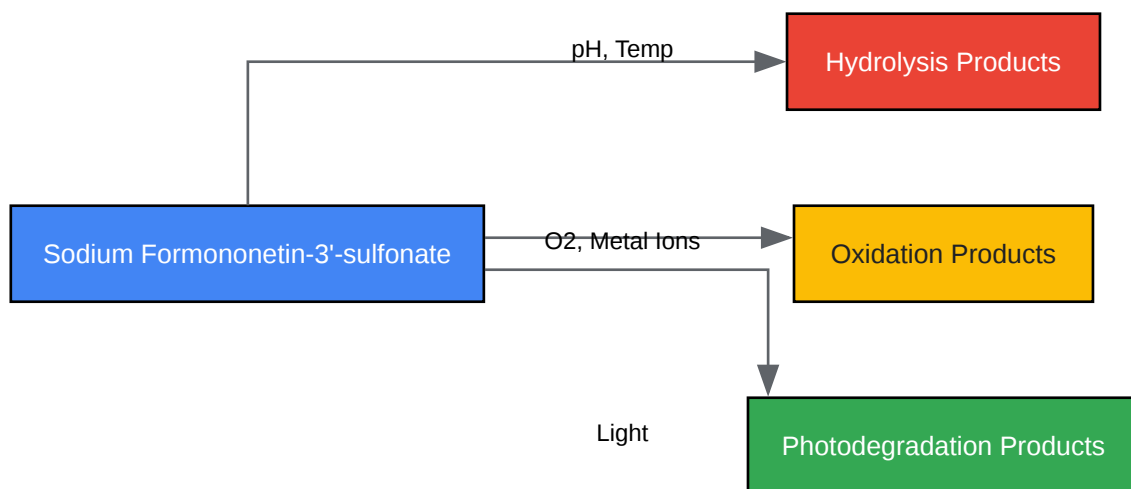 pH, Temp
Hydrolysis Products
Sodium Formononetin-3'-sulfonate
O2, Metal Ions
Oxidation Products
Light
Photodegradation Products